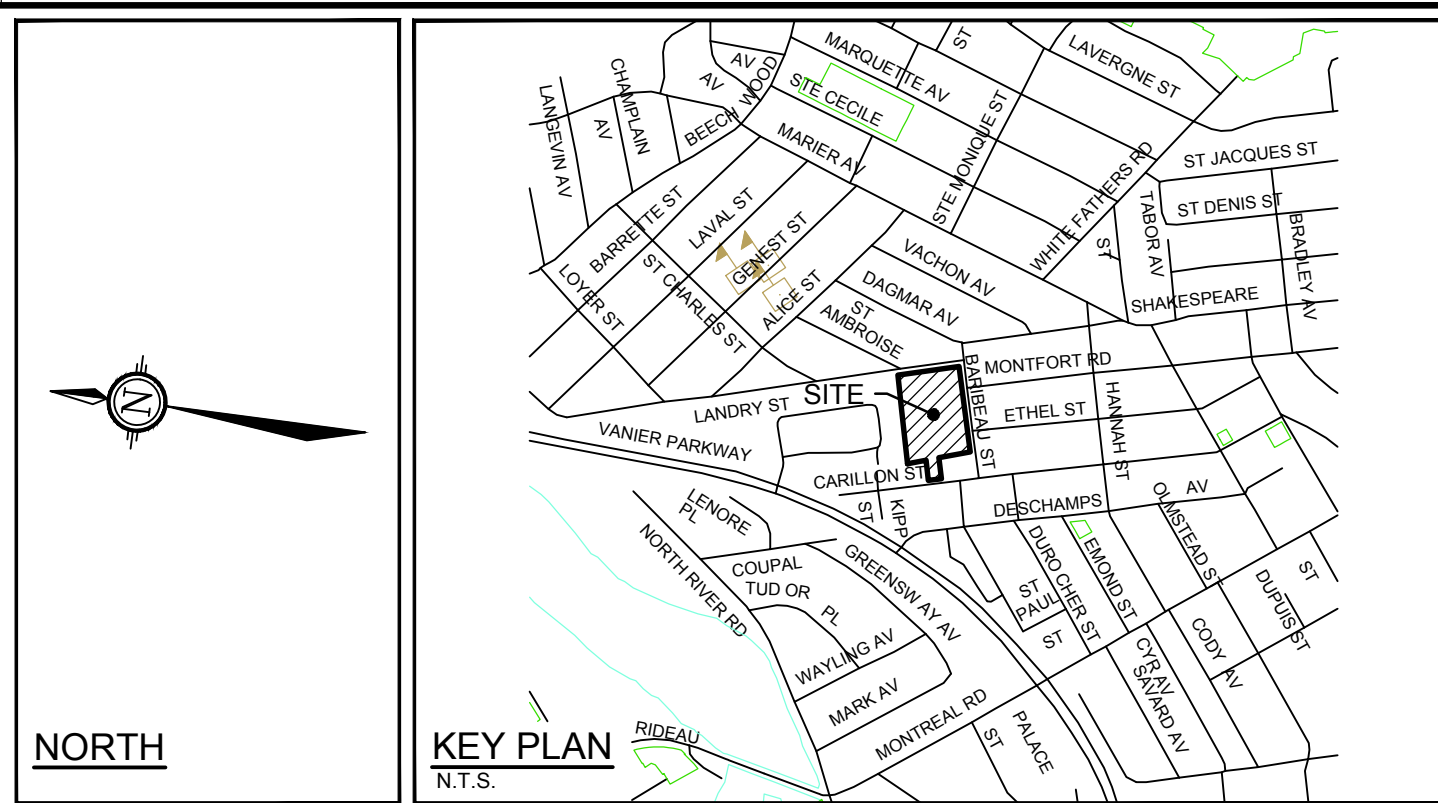 N
NORTH
KEY PLAN
N.T.S.
SITE
LANGEVIN AV
CHAMPLAIN
AV
AV
AV
BEECH WOOD
MARQUETTE AV
STE CECILE
ST
LAVERGNE ST
MARIER AV
STE MONIQUE ST
WHITE FATHERS RD
ST JACQUES ST
ST DENIS ST
TABOR AV
ST
BRADLEY AV
SHAKESPEARE
BARRETTE ST
LAVAL ST
GENEST ST
ALICE ST
LOYER ST
ST CHARLES ST
VACHON AV
DAGMAR AV
ST
AMBROISE
MONTFORT RD
BARIBEAU ST
ETHEL ST
HANNAH ST
LANDRY ST
VANIER PARKWAY
CARILLON ST
KIPP
ST
DESCHAMPS
AV
OLMSTEAD ST
LENORE
PL
NORTH RIVER RD
COUPAL
TUD OR
PL
GREENSW AY AV
WAYLING AV
MARK AV
MONTREAL RD
RIDEAU
ST
PAUL
ST
DURO CHER ST
EMOND ST
CYR AV
SAVARD AV
CODY AV
DUPUIS ST
ST
PALACE
ST